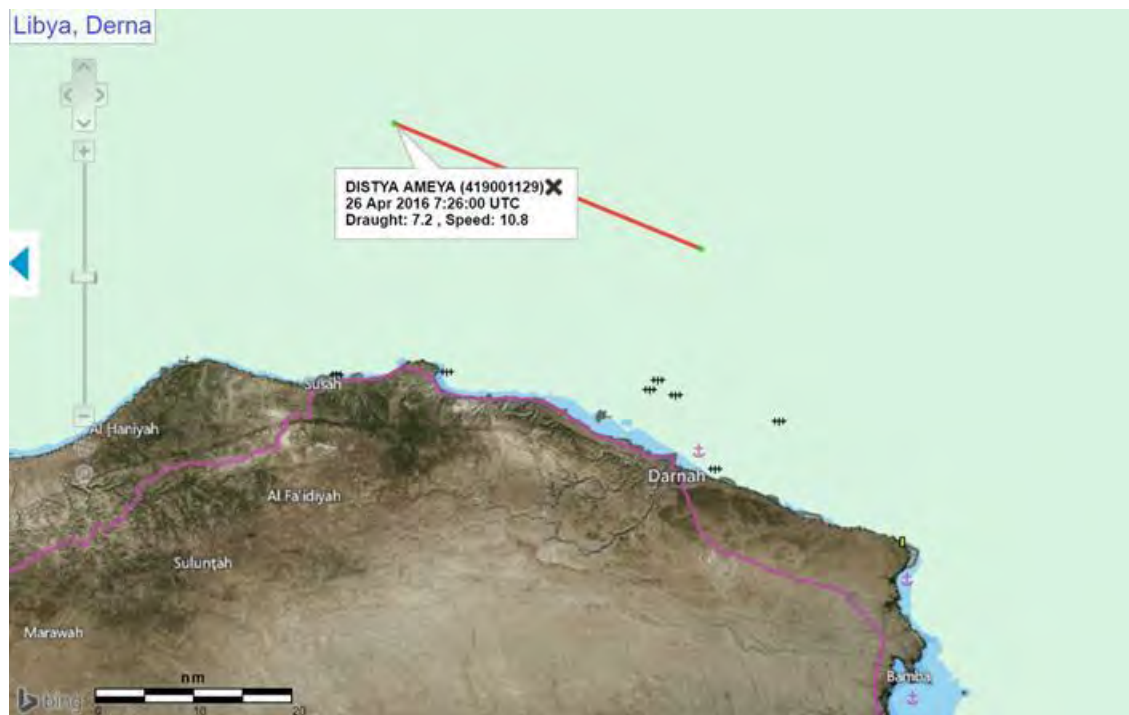 Libya, Derna
DISTYA AMEYA (419001129)
26 Apr 2016 7:26:00 UTC
Draught: 7.2 , Speed: 10.8
Susah
Al Haniyah
Darnah
Al Fa'idiyah
Suluntah
Marawah
Bamba
nm
bing
0 10 20